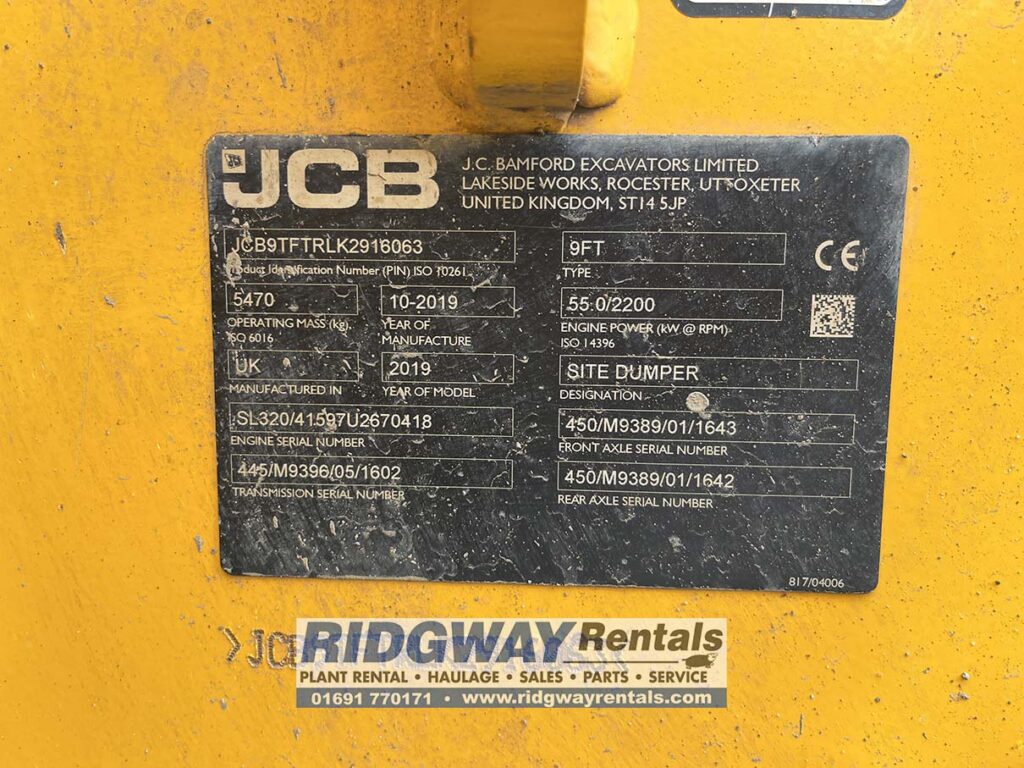 JCB
J.C. BAMFORD EXCAVATORS LIMITED
LAKESIDE WORKS, ROCESTER, UTTOXETER
UNITED KINGDOM, ST14 5JP
JCB9TFTRLK2916063
Product Identification Number (PIN) ISO 10261
9FT
TYPE
CE
5470
OPERATING MASS (kg)
ISO 6016
10-2019
YEAR OF
MANUFACTURE
55.0/2200
ENGINE POWER (kW @ RPM)
ISO 14396
UK
MANUFACTURED IN
2019
YEAR OF MODEL
SITE DUMPER
DESIGNATION
SL320/41597U2670418
ENGINE SERIAL NUMBER
450/M9389/01/1643
FRONT AXLE SERIAL NUMBER
445/M9396/05/1602
TRANSMISSION SERIAL NUMBER
450/M9389/01/1642
REAR AXLE SERIAL NUMBER
817/04006
RIDGWAY Rentals
PLANT RENTAL • HAULAGE • SALES • PARTS • SERVICE
01691 770171 • www.ridgwayrentals.com